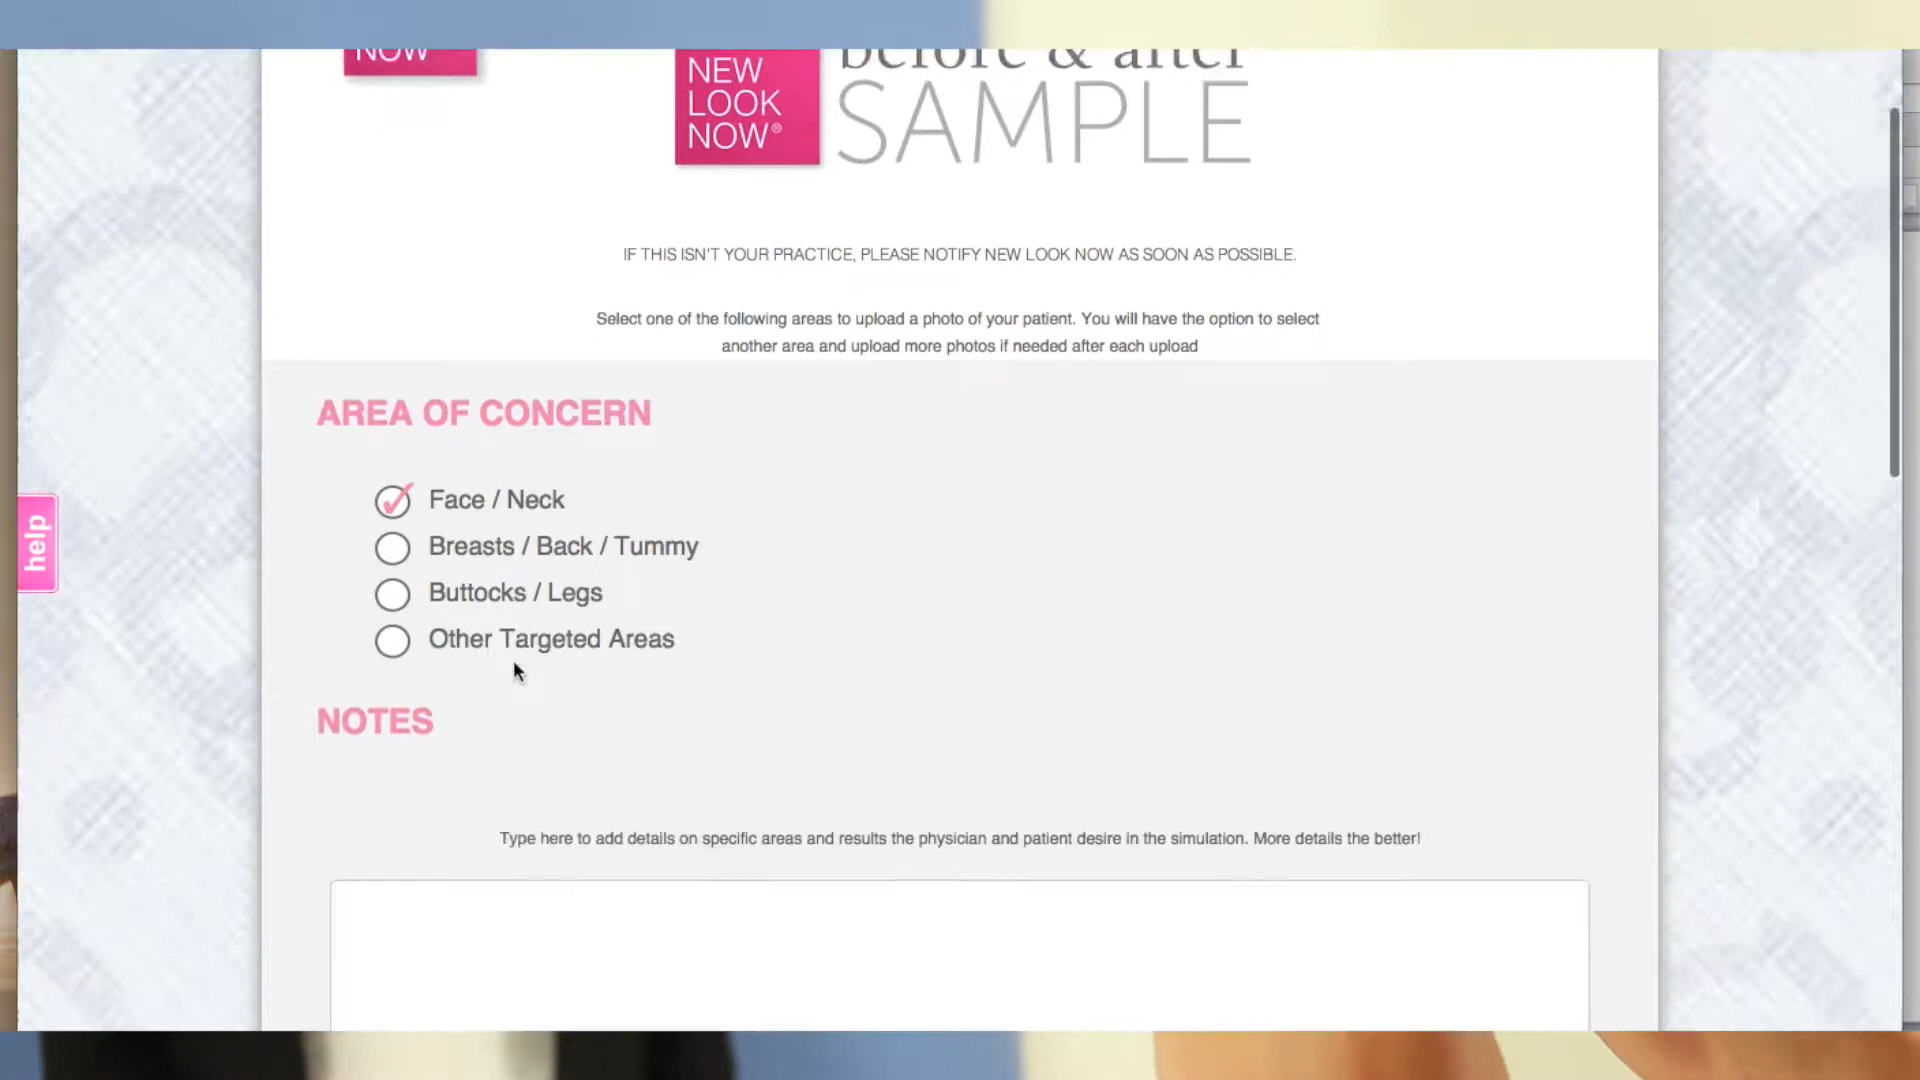 NOW
before & after
NEW
LOOK
NOW®
SAMPLE
IF THIS ISN'T YOUR PRACTICE, PLEASE NOTIFY NEW LOOK NOW AS SOON AS POSSIBLE.
Select one of the following areas to upload a photo of your patient. You will have the option to select
another area and upload more photos if needed after each upload
AREA OF CONCERN
Face / Neck
Breasts / Back / Tummy
Buttocks / Legs
Other Targeted Areas
help
NOTES
Type here to add details on specific areas and results the physician and patient desire in the simulation. More details the better!